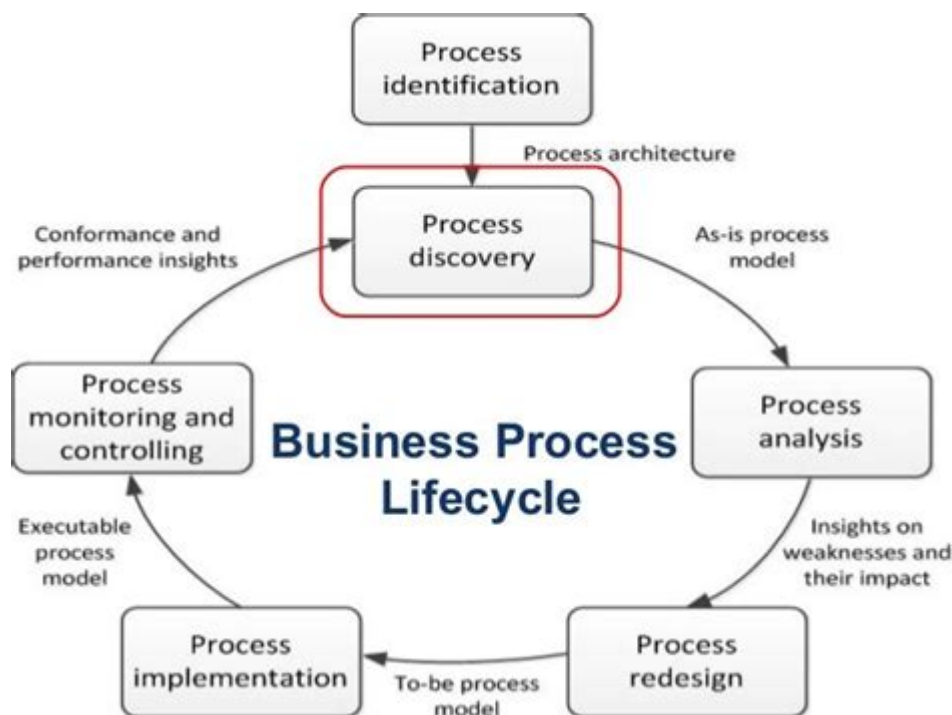 Process
identification
Process architecture
Process
discovery
Conformance and
performance insights
As-is process
model
Process
monitoring and
controlling
Business Process
Lifecycle
Process
analysis
Executable
process
model
Insights on
weaknesses and
their impact
Process
implementation
To-be process
model
Process
redesign